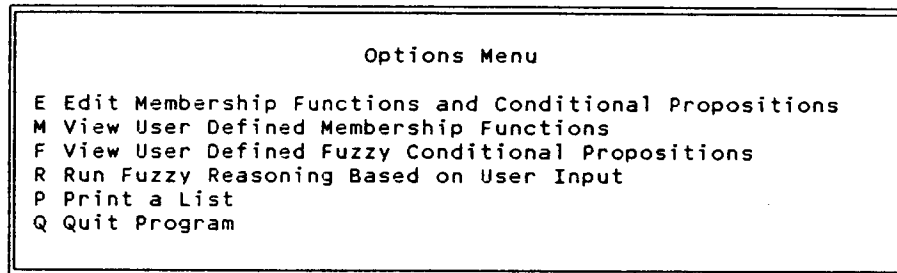 Options Menu
E Edit Membership Functions and Conditional Propositions
M View User Defined Membership Functions
F View User Defined Fuzzy Conditional Propositions
R Run Fuzzy Reasoning Based on User Input
P Print a List
Q Quit Program